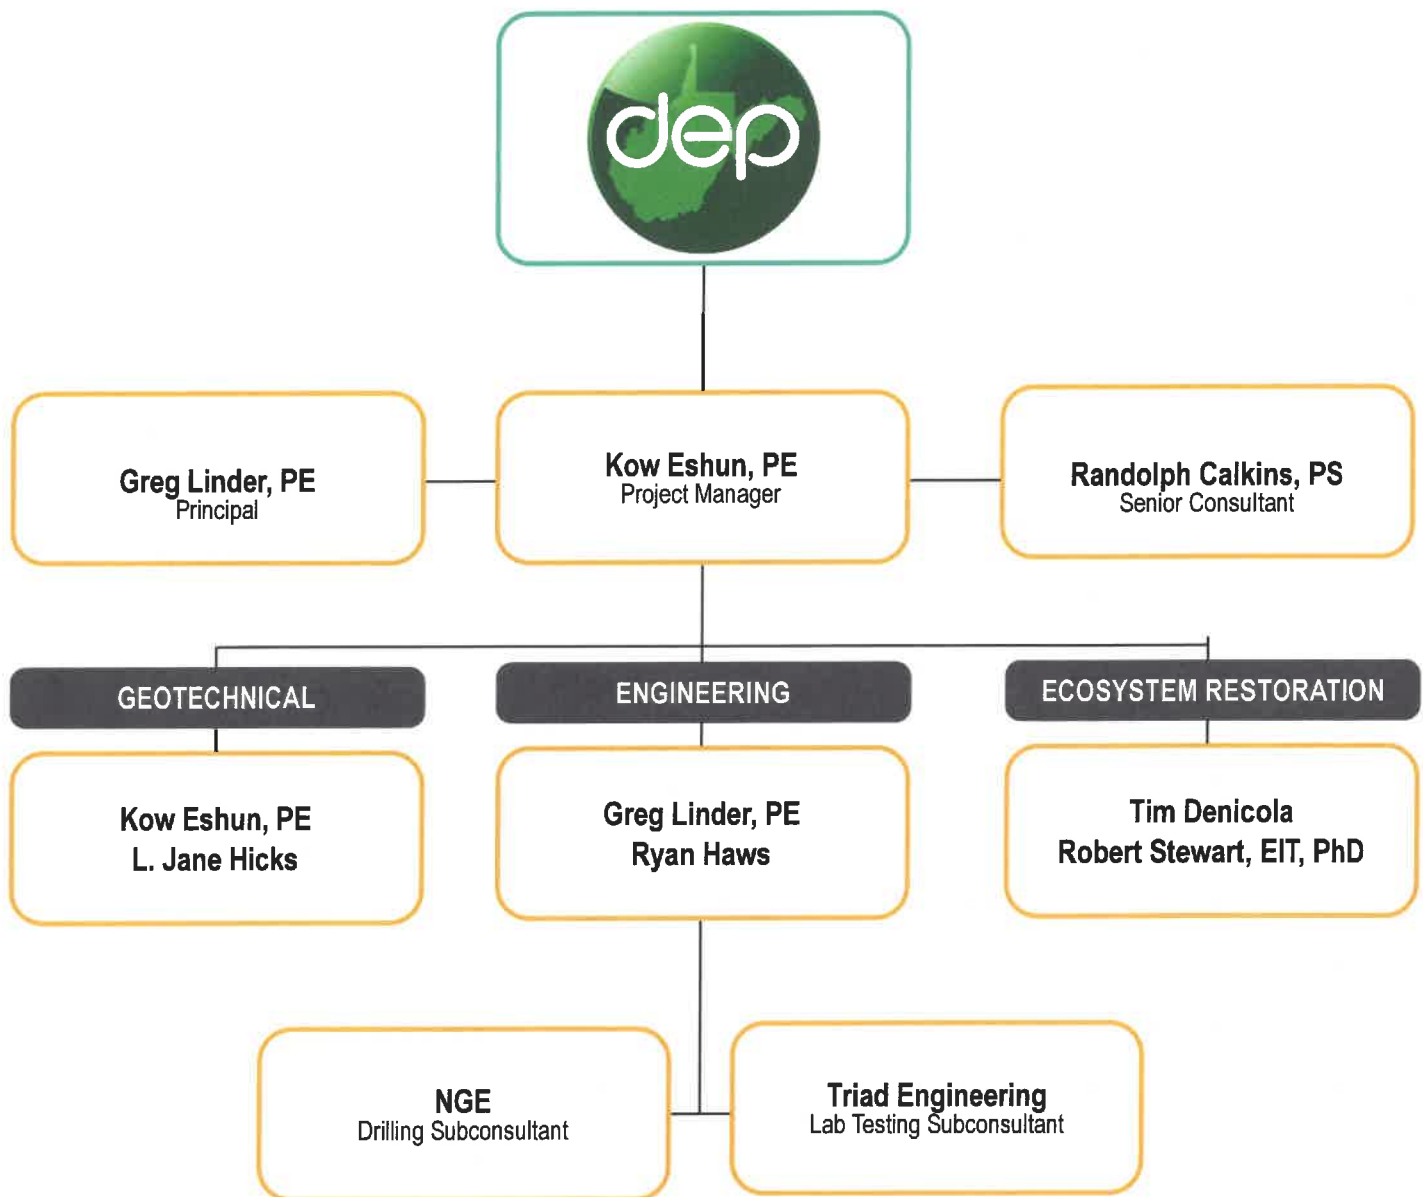 dep
Greg Linder, PE
Principal
Kow Eshun, PE
Project Manager
Randolph Calkins, PS
Senior Consultant
GEOTECHNICAL
ENGINEERING
ECOSYSTEM RESTORATION
Kow Eshun, PE
L. Jane Hicks
Greg Linder, PE
Ryan Haws
Tim Denicola
Robert Stewart, EIT, PhD
NGE
Drilling Subconsultant
Triad Engineering
Lab Testing Subconsultant